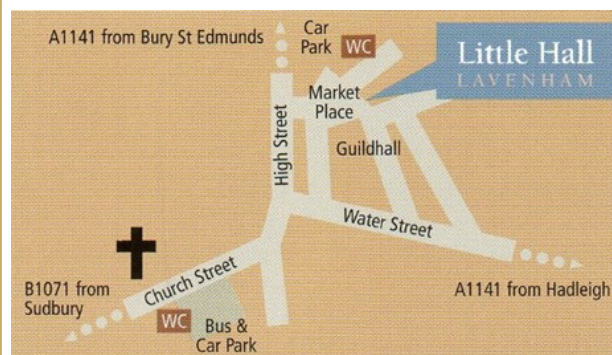 A1141 from Bury St Edmunds
Car
Park
WC
Little Hall
LAVENHAM
Market
Place
High Street
Guildhall
Water Street
Church Street
B1071 from
Sudbury
A1141 from Hadleigh
WC
Bus &
Car Park